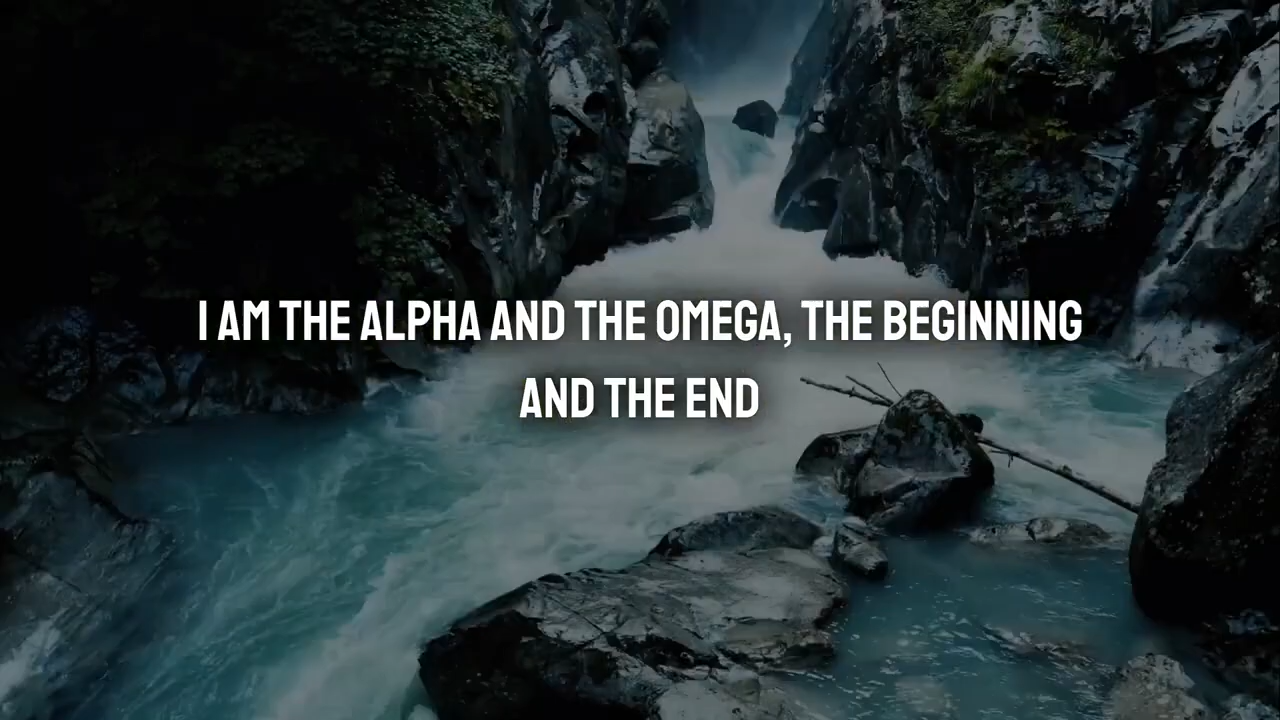 I AM THE ALPHA AND THE OMEGA, THE BEGINNING
AND THE END